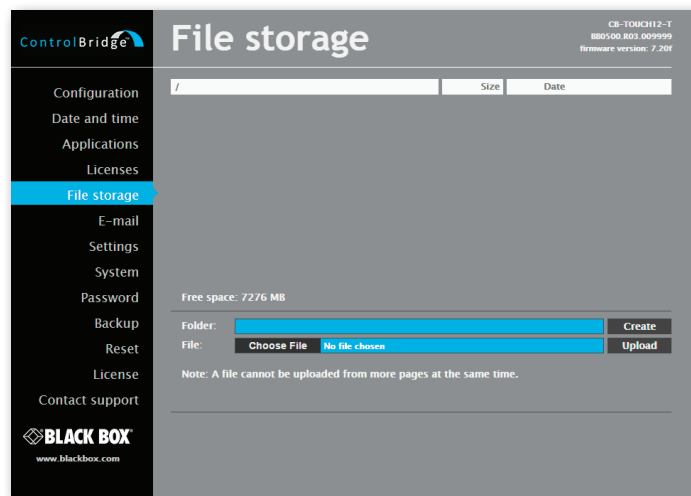 ControlBridge™
File storage
CB-TOUCH12-T
BB0500.R03.009999
firmware version: 7.20f
/ Size Date
Configuration
Date and time
Applications
Licenses
File storage
E-mail
Settings
System
Password
Backup
Reset
License
Contact support
Free space: 7276 MB
Folder: Create
File: Choose File No file chosen Upload
Note: A file cannot be uploaded from more pages at the same time.
BLACK BOX®
www.blackbox.com